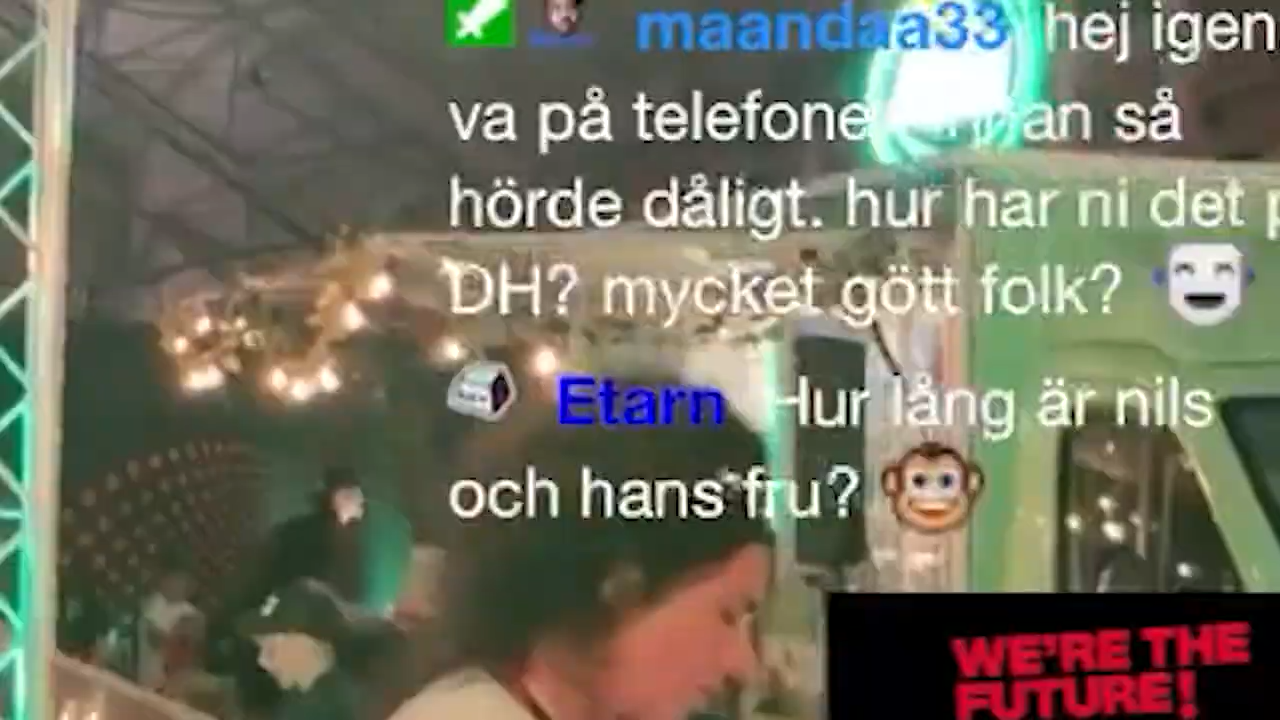 maandaa33 hej igen
va på telefone så
hörde dåligt. hur har ni det
DH? mycket gött folk?
Etarn Hur lång är nils
och hans fru?
WE'RE THE
FUTURE!